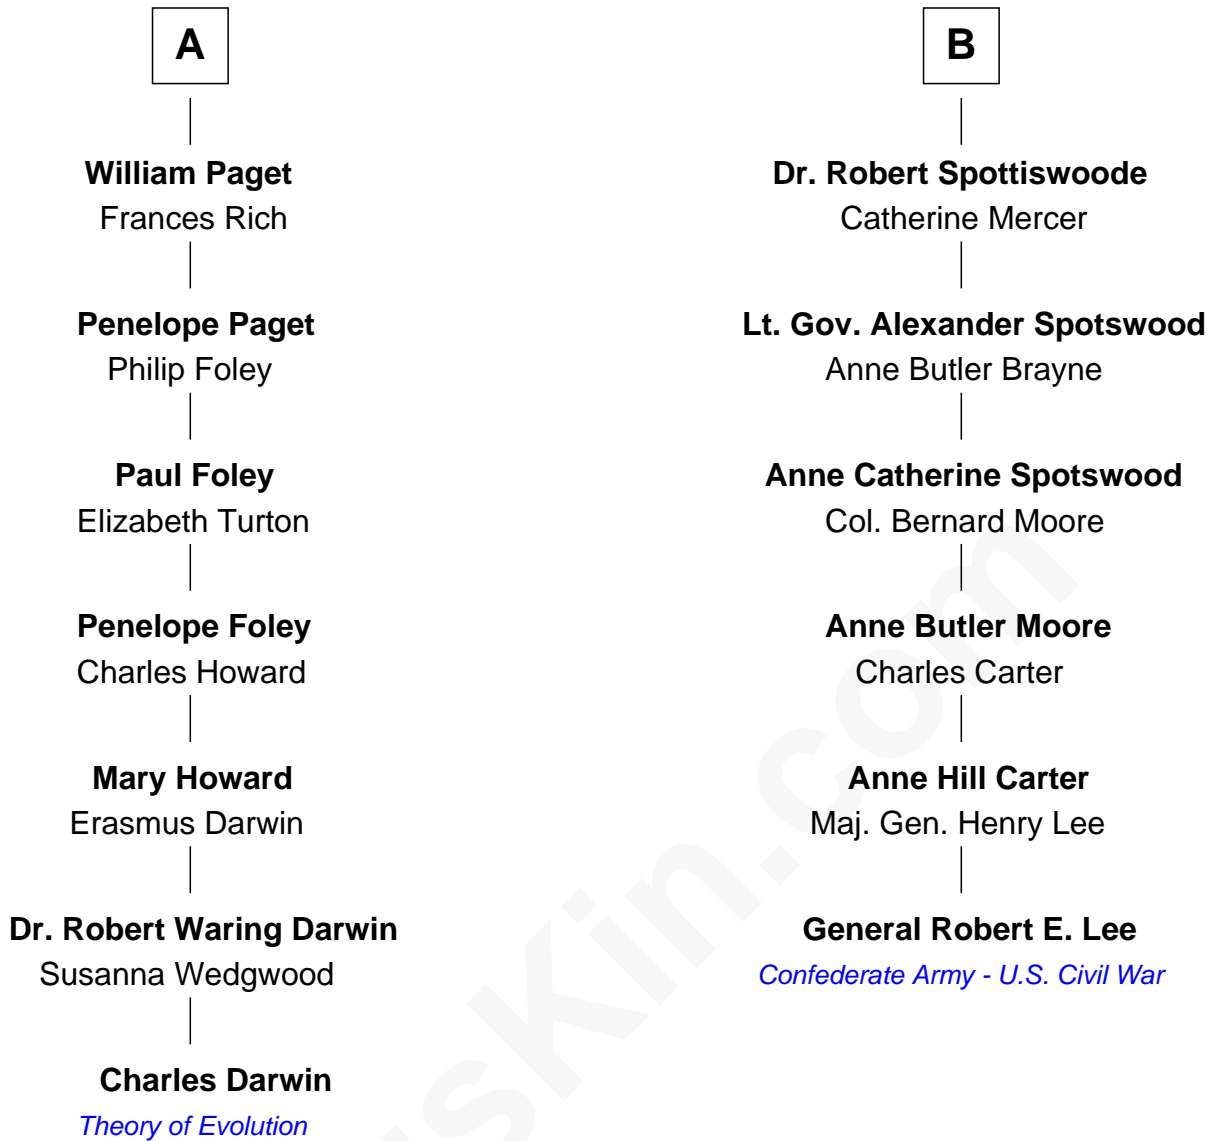 A
William Paget
Frances Rich
Penelope Paget
Philip Foley
Paul Foley
Elizabeth Turton
Penelope Foley
Charles Howard
Mary Howard
Erasmus Darwin
Dr. Robert Waring Darwin
Susanna Wedgwood
Charles Darwin
Theory of Evolution
B
Dr. Robert Spottiswoode
Catherine Mercer
Lt. Gov. Alexander Spotswood
Anne Butler Brayne
Anne Catherine Spotswood
Col. Bernard Moore
Anne Butler Moore
Charles Carter
Anne Hill Carter
Maj. Gen. Henry Lee
General Robert E. Lee
Confederate Army - U.S. Civil War